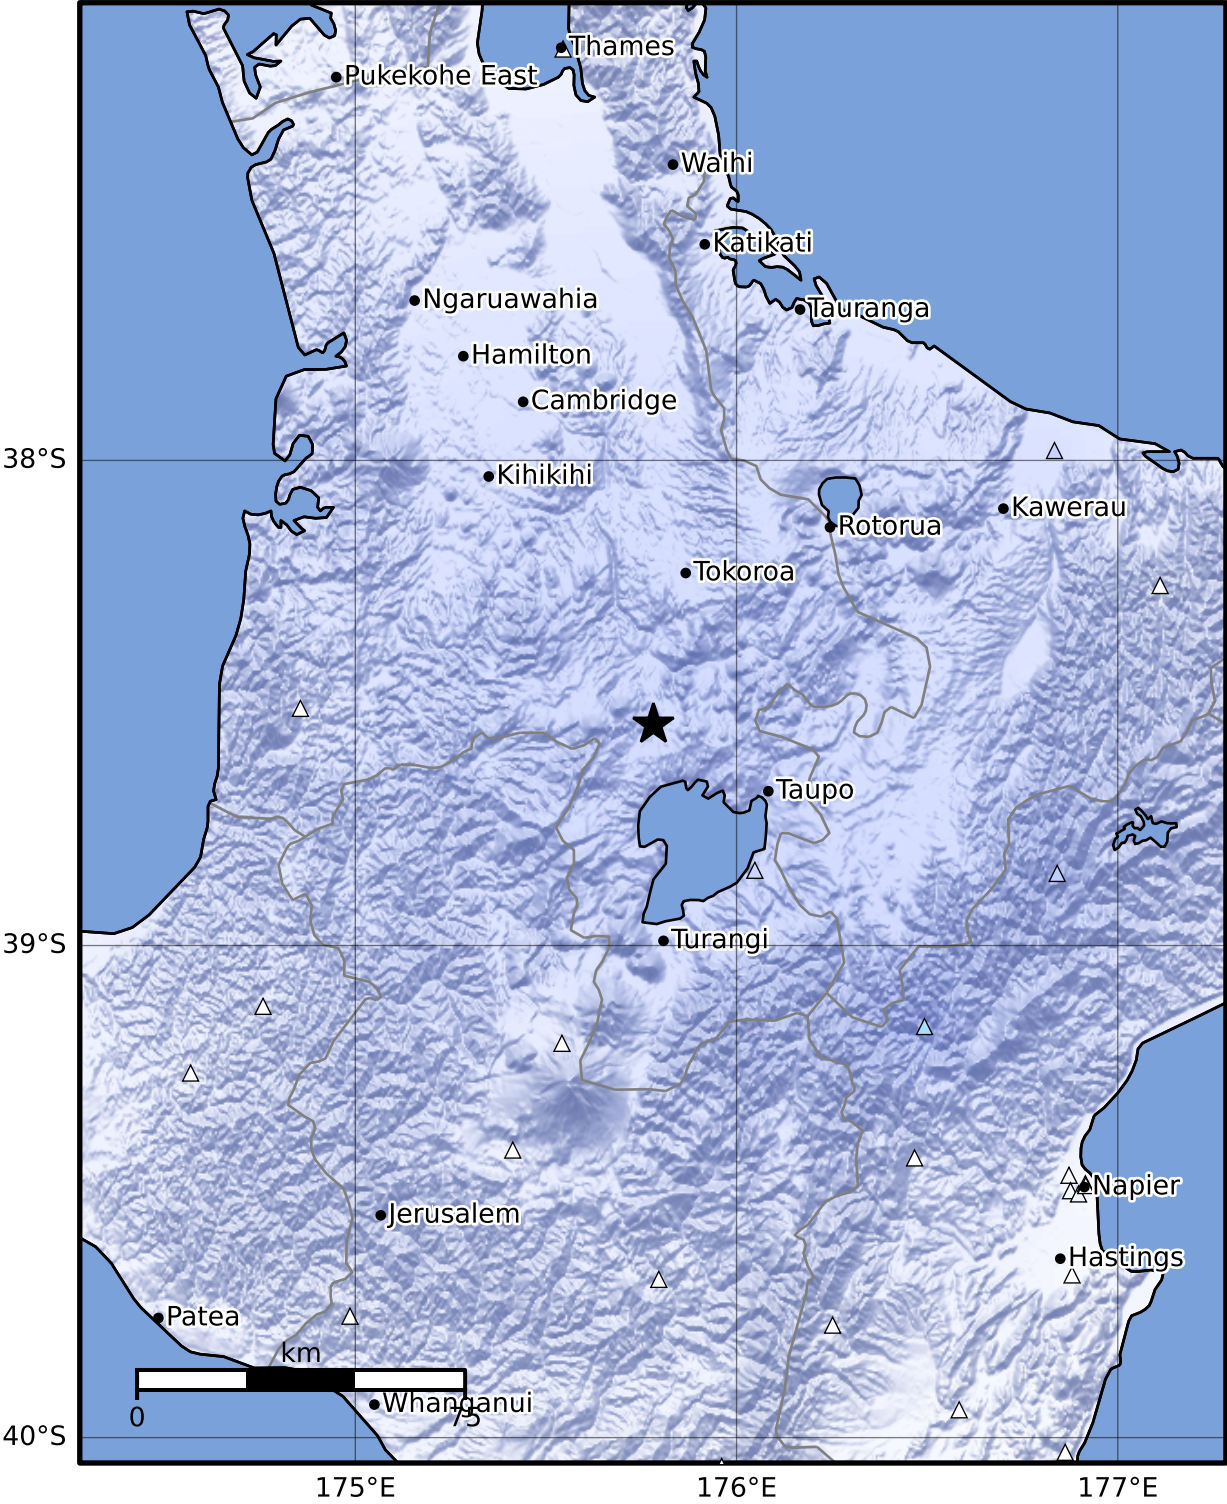 Thames
Pukekohe East
Waihi
Katikati
Ngaruawahia
Tauranga
Hamilton
Cambridge
38°S
Kihikihi
Kawerau
Rotorua
Tokoroa
Taupo
Turangi
39°S
Napier
Jerusalem
Hastings
Patea
km
Whanganui
0
75
40°S
175°E
176°E
177°E